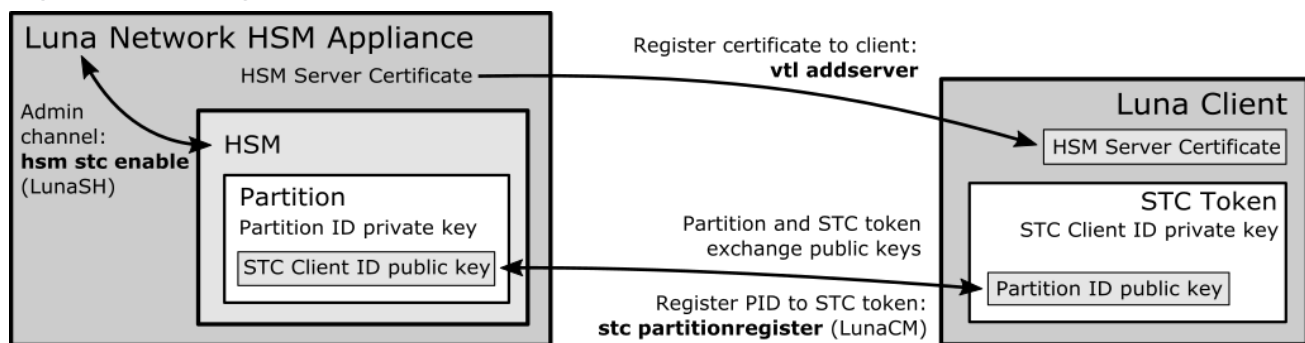 Luna Network HSM Appliance
HSM Server Certificate
Admin
channel:
hsm stc enable
(LunaSH)
HSM
Partition
Partition ID private key
STC Client ID public key
Register certificate to client:
vtl addserver
Partition and STC token
exchange public keys
Register PID to STC token:
stc partitionregister (LunaCM)
Luna Client
HSM Server Certificate
STC Token
STC Client ID private key
Partition ID public key